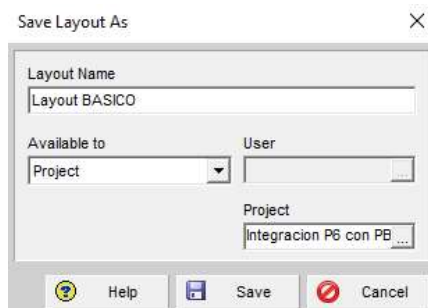 Save Layout As
Layout Name
Layout BASICO
Available to
User
Project
...
Project
Integracion P6 con PB ...
Help
Save
Cancel